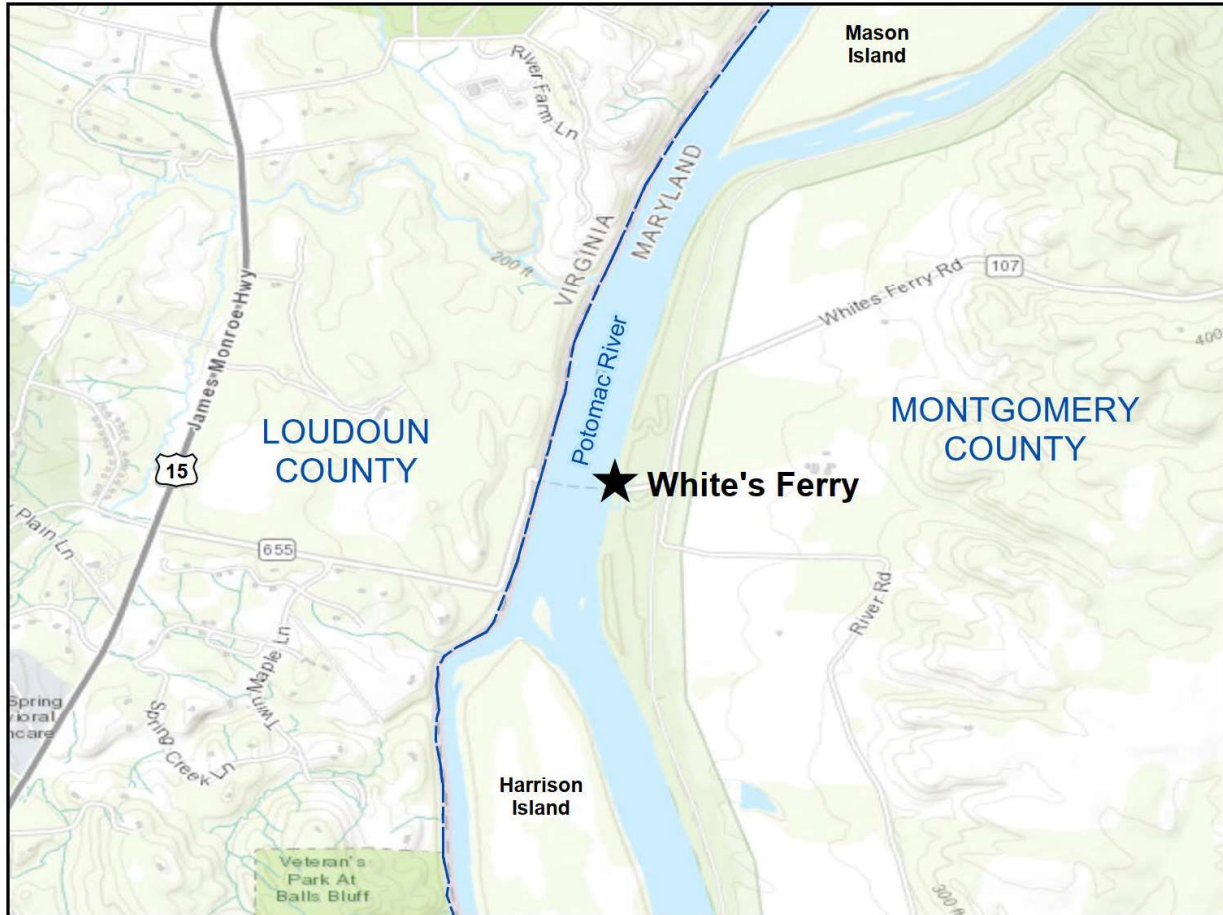 Mason
Island
River Farm Ln
MARYLAND
VIRGINIA
200 ft
Whites Ferry Rd
107
400
James Monroe Hwy
Potomac River
LOUDOUN
COUNTY
MONTGOMERY
COUNTY
15
White's Ferry
Plain Ln
655
River Rd
Twin Maple Ln
Spring Creek Ln
Spring
Harrison
Island
Veteran's
Park At
Balls Bluff
300 ft